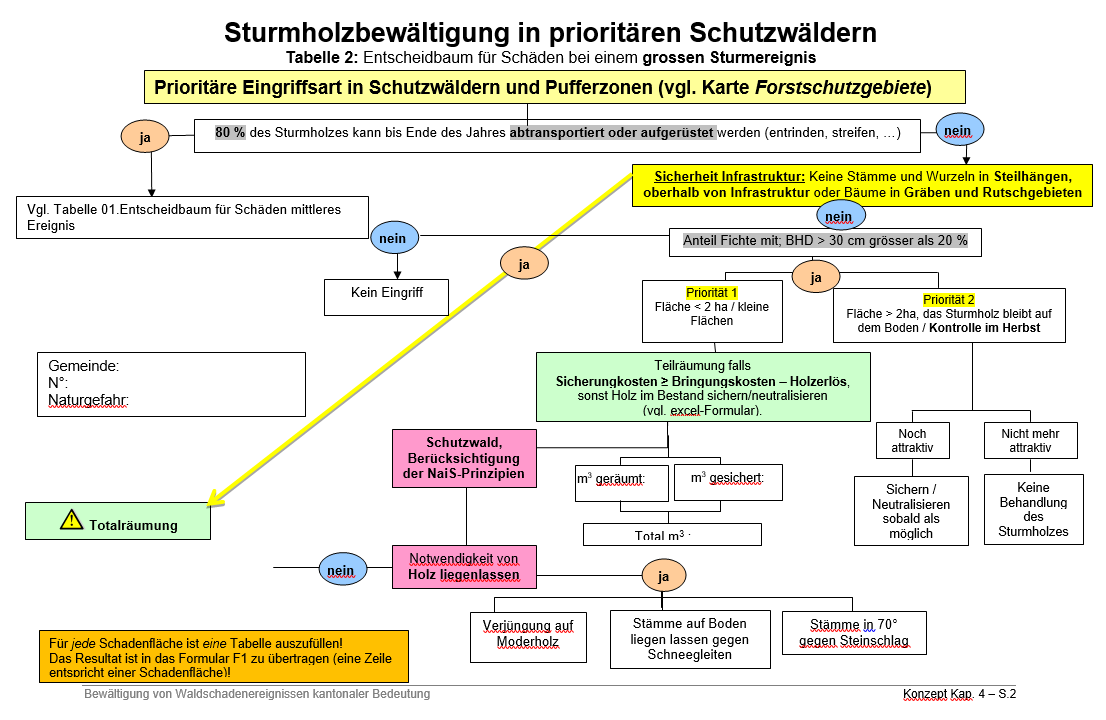 Sturmholzbewältigung in prioritären Schutzwäldern
Tabelle 2: Entscheidbaum für Schäden bei einem grossen Sturmereignis
Prioritäre Eingriffsart in Schutzwäldern und Pufferzonen (vgl. Karte Forstschutzgebiete)
ja
80 % des Sturmholzes kann bis Ende des Jahres abtransportiert oder aufgerüstet werden (entrinden, streifen, …)
nein
Sicherheit Infrastruktur: Keine Stämme und Wurzeln in Steilhängen,
oberhalb von Infrastruktur oder Bäume in Gräben und Rutschgebieten
Vgl. Tabelle 01.Entscheidbaum für Schäden mittleres
Ereignis
nein
nein
Anteil Fichte mit; BHD > 30 cm grösser als 20 %
ja
ja
Kein Eingriff
Priorität 1
Fläche < 2 ha / kleine
Flächen
Priorität 2
Fläche > 2ha, das Sturmholz bleibt auf
dem Boden / Kontrolle im Herbst
Gemeinde:
N°:
Naturgefahr:
Teilräumung falls
Sicherungkosten ≥ Bringungskosten – Holzerlös,
sonst Holz im Bestand sichern/neutralisieren
(vgl. excel-Formular).
Schutzwald,
Berücksichtigung
der NaiS-Prinzipien
Noch
attraktiv
Nicht mehr
attraktiv
m³ geräumt:
m³ gesichert:
Sichern /
Neutralisieren
sobald als
möglich
Keine
Behandlung
des
Sturmholzes
Totalräumung
Total m³ :
nein
Notwendigkeit von
Holz liegenlassen
ja
Verjüngung auf
Moderholz
Stämme auf Boden
liegen lassen gegen
Schneegleiten
Stämme in 70°
gegen Steinschlag
Für jede Schadenfläche ist eine Tabelle auszufüllen!
Das Resultat ist in das Formular F1 zu übertragen (eine Zeile
entspricht einer Schadenfläche)!
Bewältigung von Waldschadenereignissen kantonaler Bedeutung
Konzept Kap. 4 – S.2